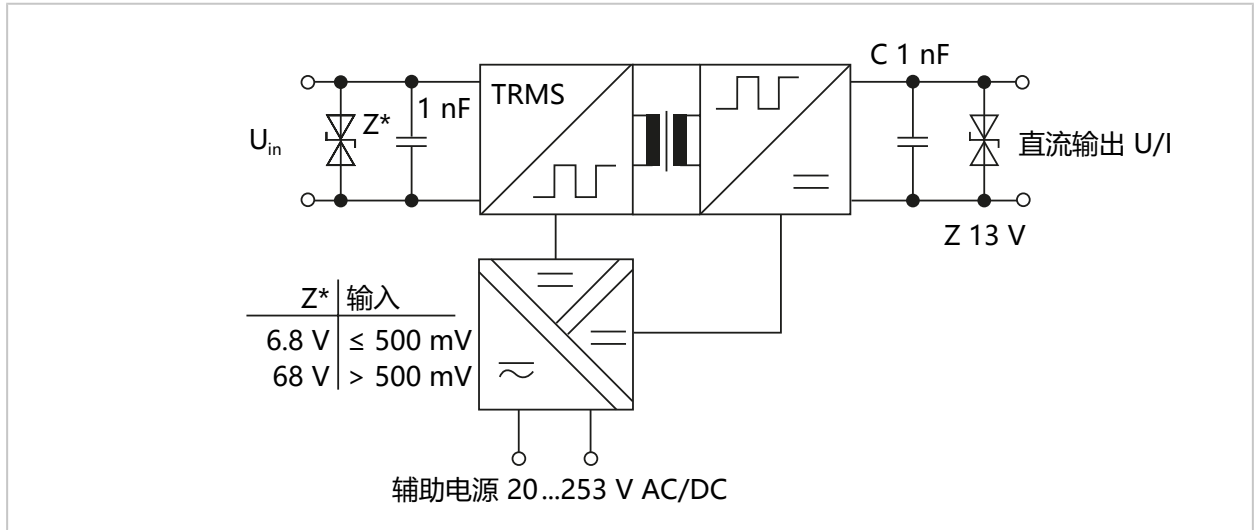 C 1 nF
TRMS
1 nF
Z*
U_in
直流输出 U/I
Z 13 V
Z* 输入
6.8 V ≤ 500 mV
68 V > 500 mV
辅助电源 20...253 V AC/DC